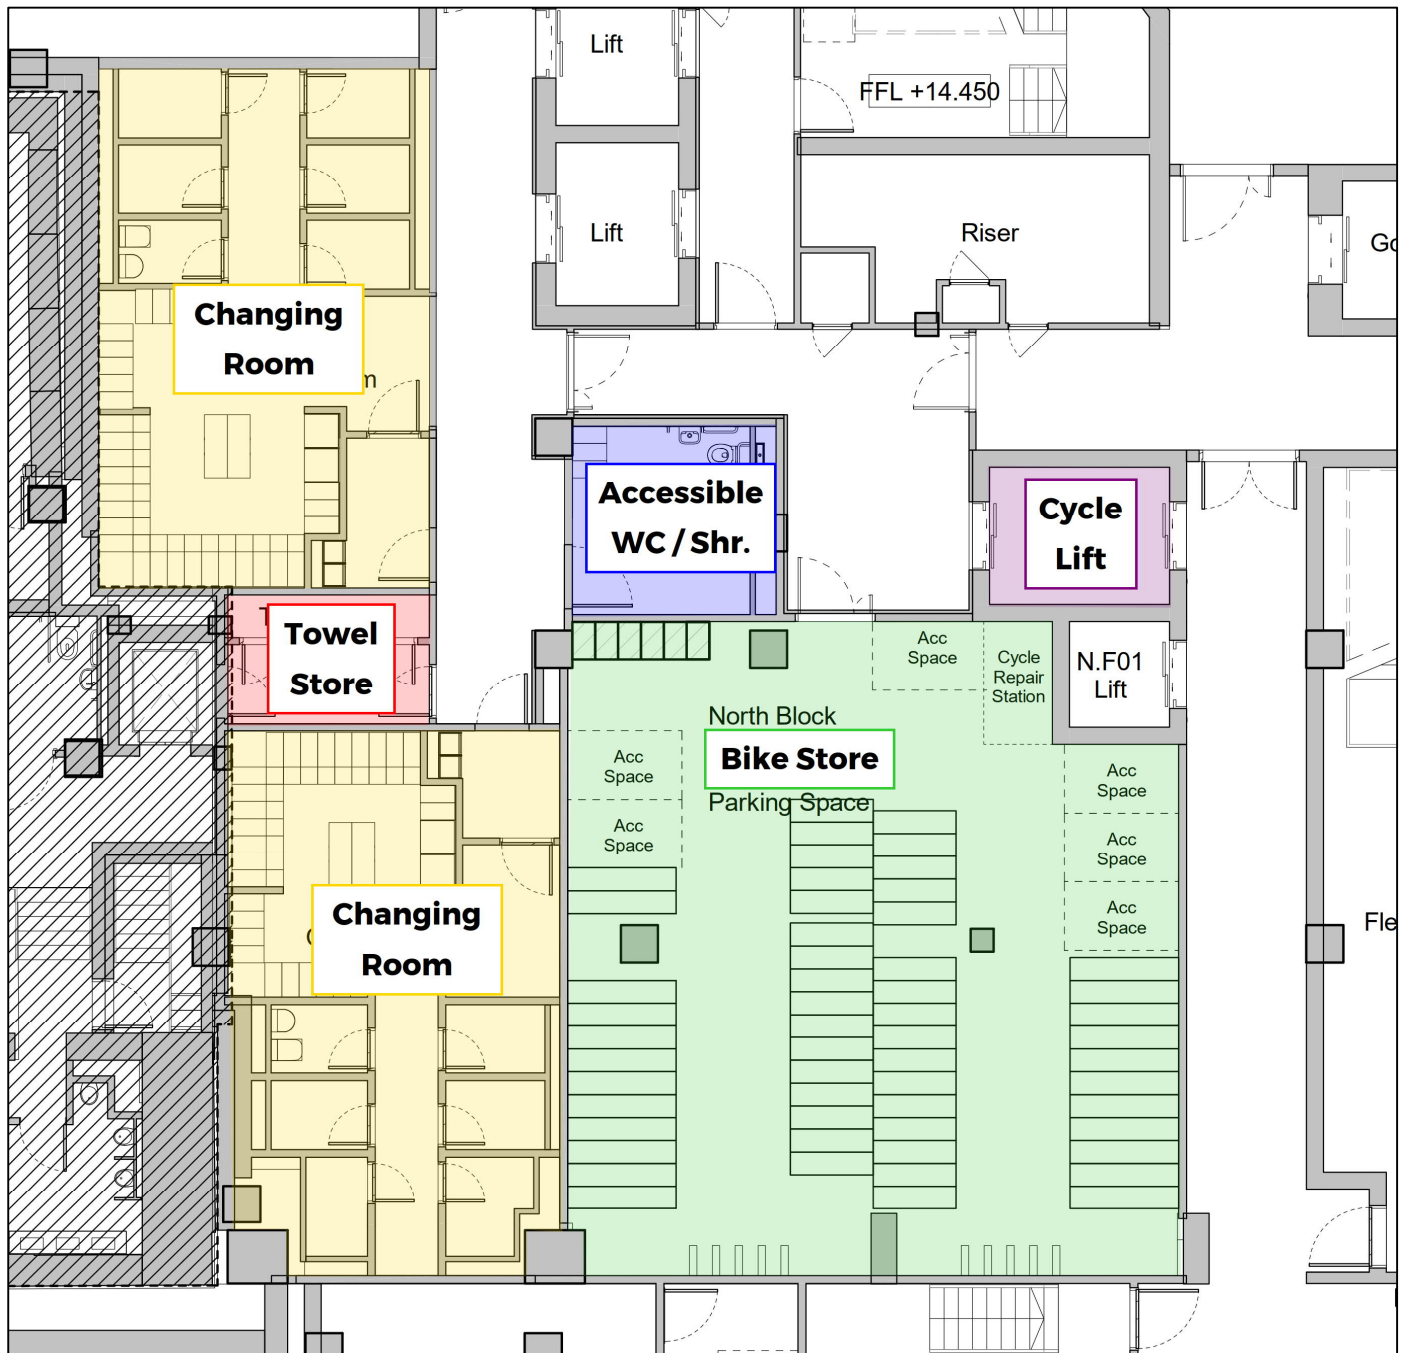 Lift
FFL +14.450
Lift
Riser
Changing
Room
Accessible
WC / Shr.
Cycle
Lift
Towel
Store
Acc
Space
Cycle
Repair
Station
N.F01
Lift
North Block
Bike Store
Parking Space
Acc
Space
Acc
Space
Acc
Space
Acc
Space
Acc
Space
Changing
Room